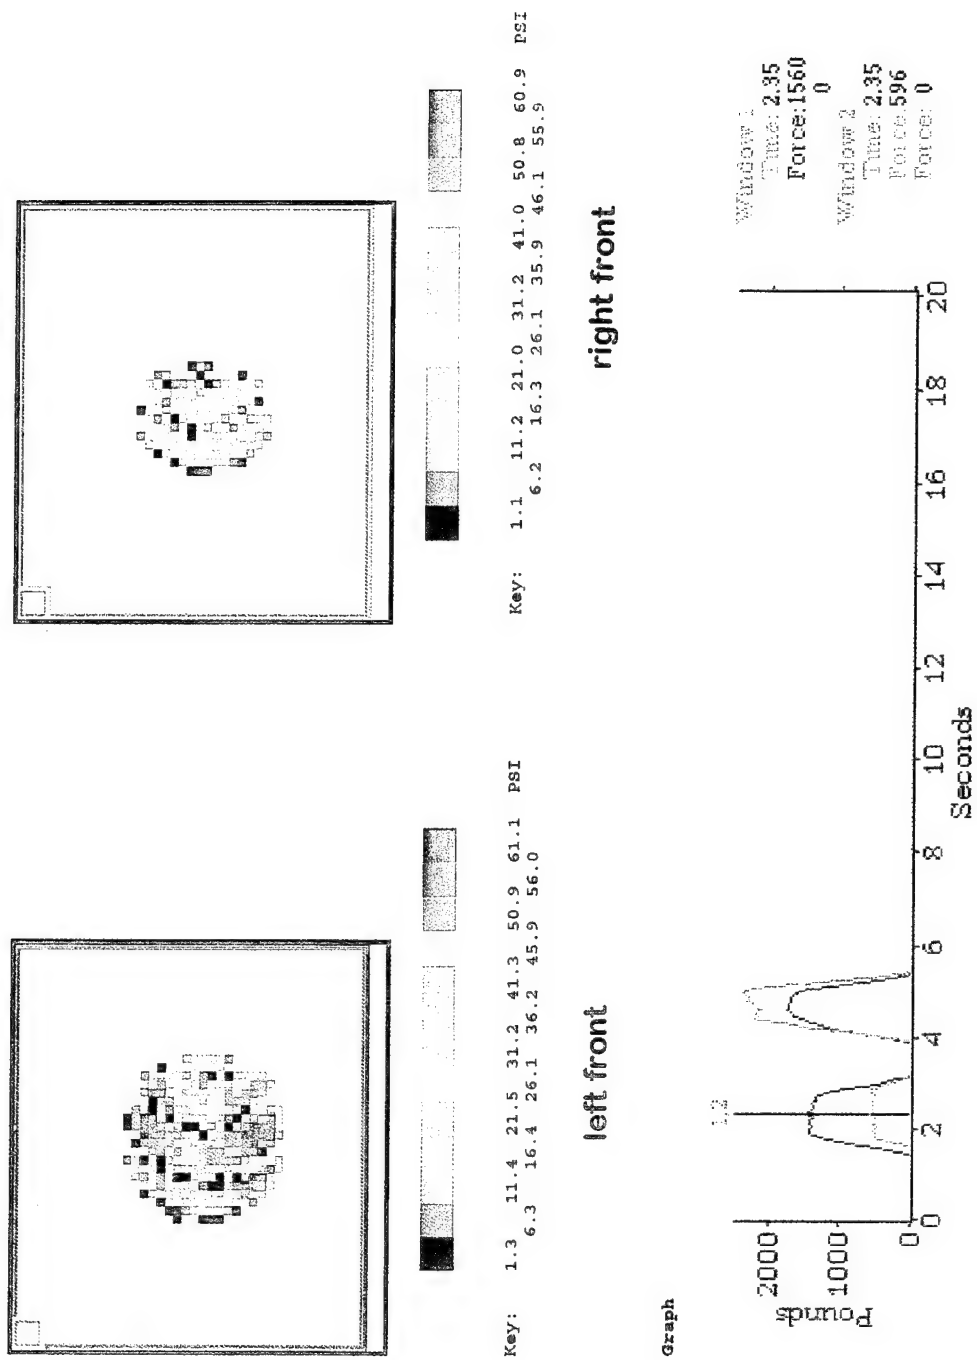 Key: 1.3 11.4 21.5 31.2 41.3 50.9 61.1 PSI
6.3 16.4 26.1 36.2 45.9 56.0
left front
Key: 1.1 11.2 21.0 31.2 41.0 50.8 60.9 PSI
6.2 16.3 26.1 35.9 46.1 55.9
right front
Graph
Pounds
2000
1000
0
12
0 2 4 6 8 10 12 14 16 18 20
Seconds
Window 1
Time: 2.35
Force:1560
0
Window 2
Time: 2.35
Force:596
Force: 0